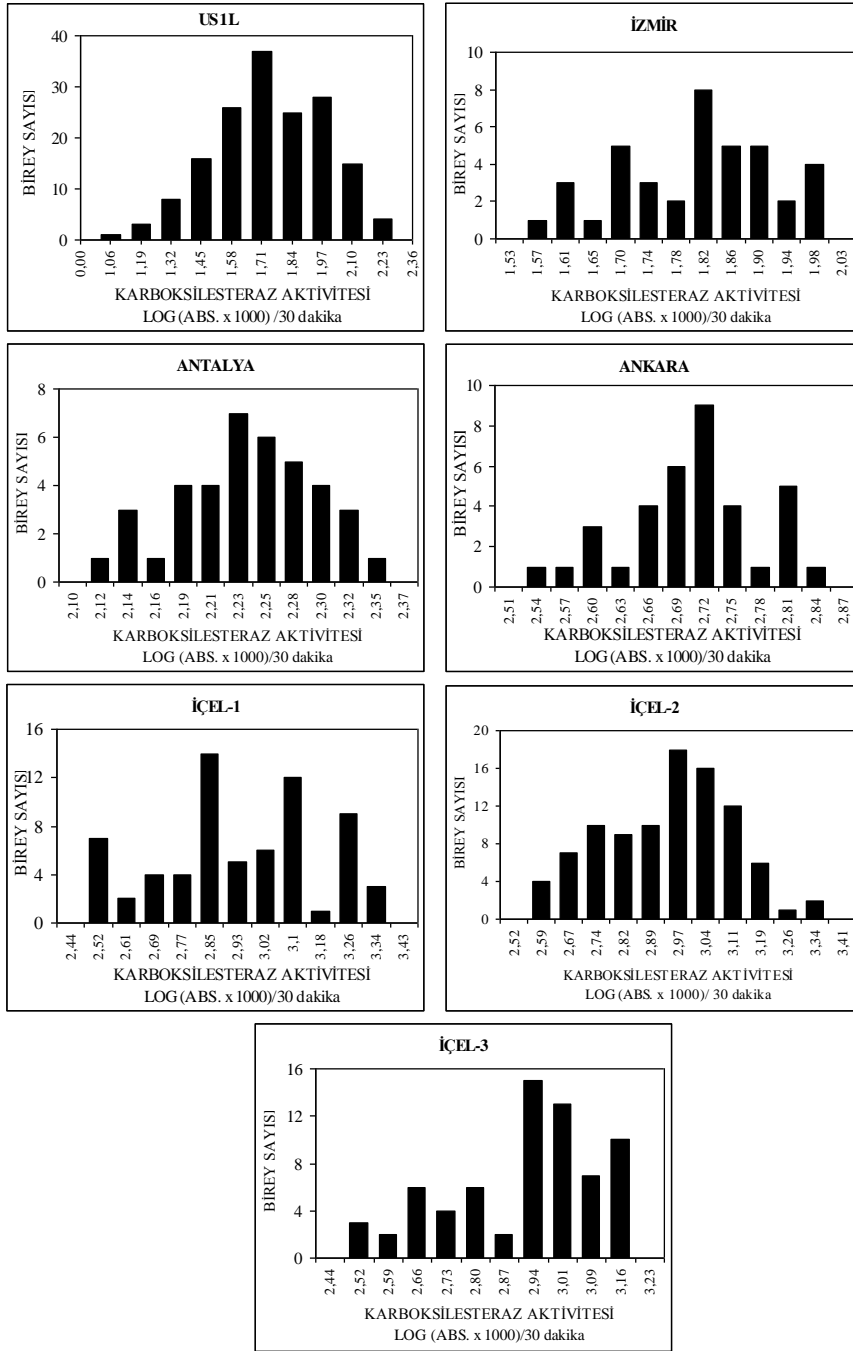 US1L
BİREY SAYISI
40
30
20
10
0
0,00 1,06 1,19 1,32 1,45 1,58 1,71 1,84 1,97 2,10 2,23 2,36
KARBOKSİLESTERAZ AKTİVİTESİ
LOG (ABS. x 1000) /30 dakika
İZMİR
BİREY SAYISI
10
8
6
4
2
0
1,53 1,57 1,61 1,65 1,70 1,74 1,78 1,82 1,86 1,90 1,94 1,98 2,03
KARBOKSİLESTERAZ AKTİVİTESİ
LOG (ABS. x 1000)/30 dakika
ANTALYA
BİREY SAYISI
8
6
4
2
0
2,10 2,12 2,14 2,16 2,19 2,21 2,23 2,25 2,28 2,30 2,32 2,35 2,37
KARBOKSİLESTERAZ AKTİVİTESİ
LOG (ABS. x 1000)/30 dakika
ANKARA
BİREY SAYISI
10
8
6
4
2
0
2,51 2,54 2,57 2,60 2,63 2,66 2,69 2,72 2,75 2,78 2,81 2,84 2,87
KARBOKSİLESTERAZ AKTİVİTESİ
LOG (ABS. x 1000)/30 dakika
İÇEL-1
BİREY SAYISI
16
12
8
4
0
2,44 2,52 2,61 2,69 2,77 2,85 2,93 3,02 3,1 3,18 3,26 3,34 3,43
KARBOKSİLESTERAZ AKTİVİTESİ
LOG (ABS. x 1000)/30 dakika
İÇEL-2
BİREY SAYISI
20
16
12
8
4
0
2,52 2,59 2,67 2,74 2,82 2,89 2,97 3,04 3,11 3,19 3,26 3,34 3,41
KARBOKSİLESTERAZ AKTİVİTESİ
LOG (ABS. x 1000)/ 30 dakika
İÇEL-3
BİREY SAYISI
16
12
8
4
0
2,44 2,52 2,59 2,66 2,73 2,80 2,87 2,94 3,01 3,09 3,16 3,23
KARBOKSİLESTERAZ AKTİVİTESİ
LOG (ABS. x 1000)/30 dakika